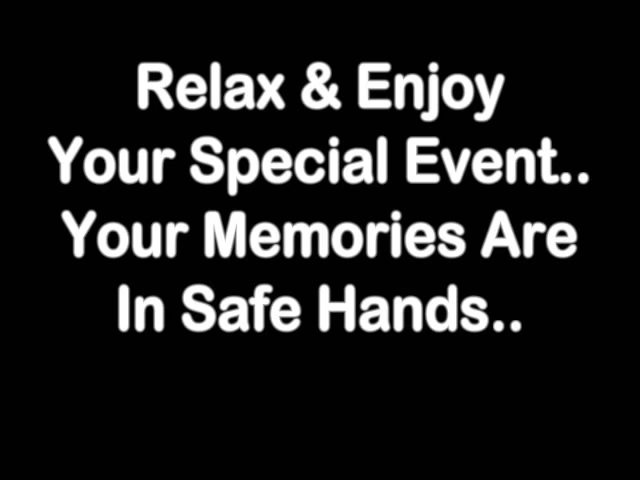 Relax & Enjoy
Your Special Event..
Your Memories Are
In Safe Hands..